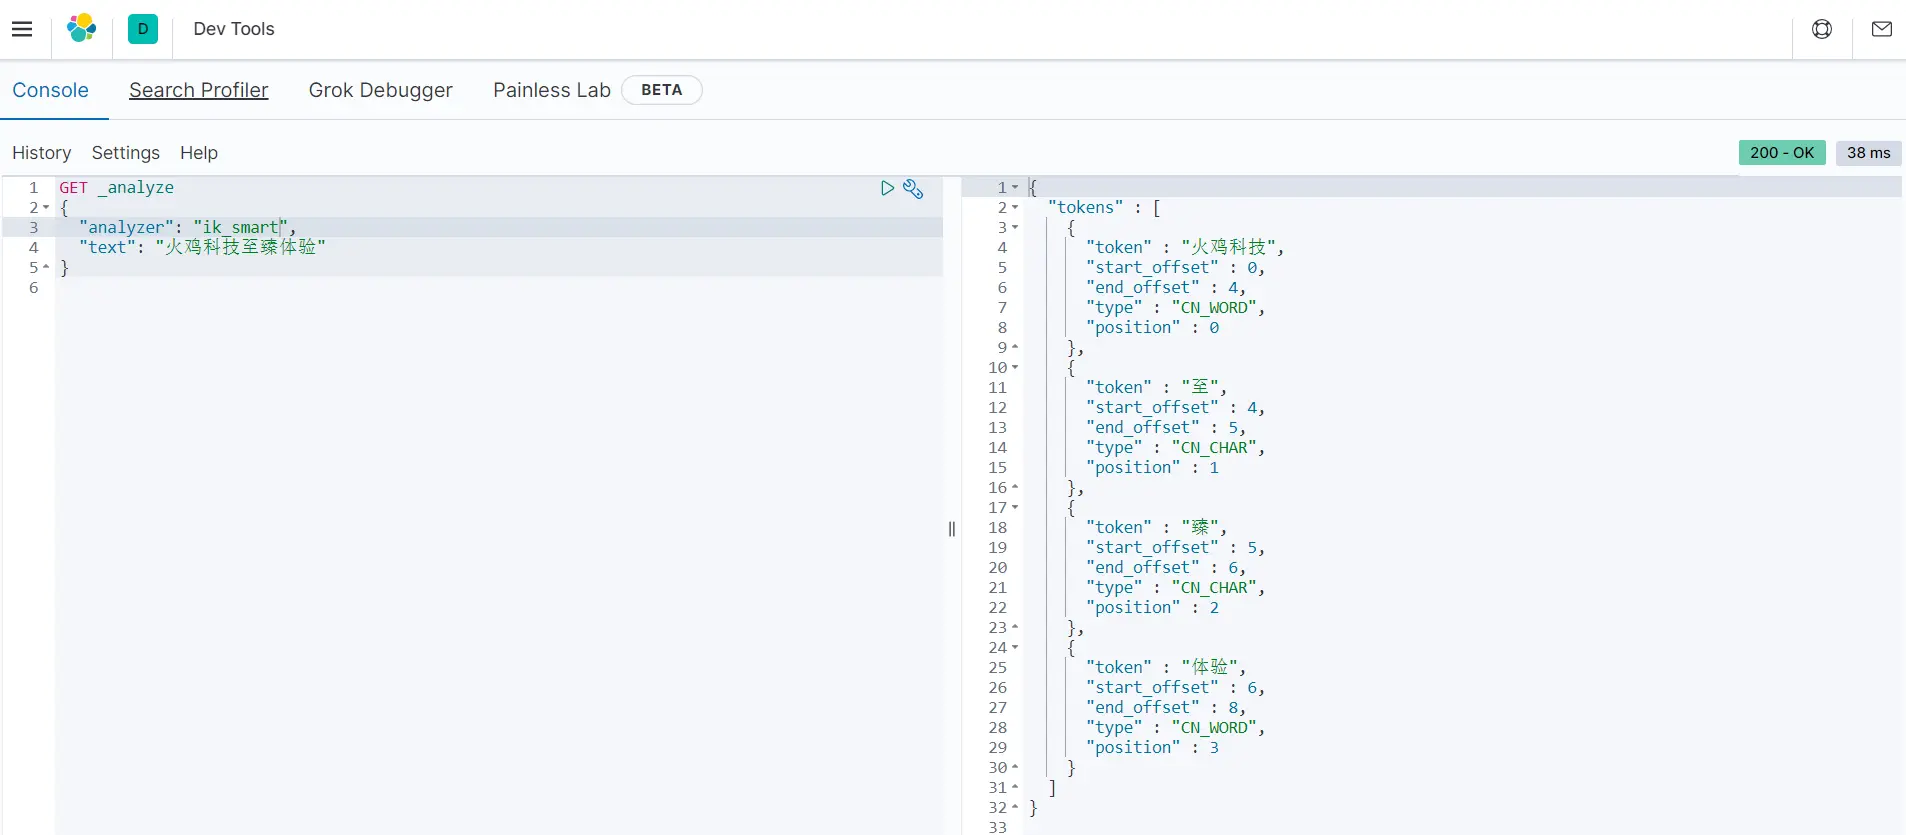 D Dev Tools
Console Search Profiler Grok Debugger Painless Lab BETA
History Settings Help
200 - OK 38 ms
1 GET _analyze
2 {
3 "analyzer": "ik_smart",
4 "text": "火鸡科技至臻体验"
5 }
6
1 {
2 "tokens" : [
3 {
4 "token" : "火鸡科技",
5 "start_offset" : 0,
6 "end_offset" : 4,
7 "type" : "CN_WORD",
8 "position" : 0
9 },
10 {
11 "token" : "至",
12 "start_offset" : 4,
13 "end_offset" : 5,
14 "type" : "CN_CHAR",
15 "position" : 1
16 },
17 {
18 "token" : "臻",
19 "start_offset" : 5,
20 "end_offset" : 6,
21 "type" : "CN_CHAR",
22 "position" : 2
23 },
24 {
25 "token" : "体验",
26 "start_offset" : 6,
27 "end_offset" : 8,
28 "type" : "CN_WORD",
29 "position" : 3
30 }
31 ]
32 }
33